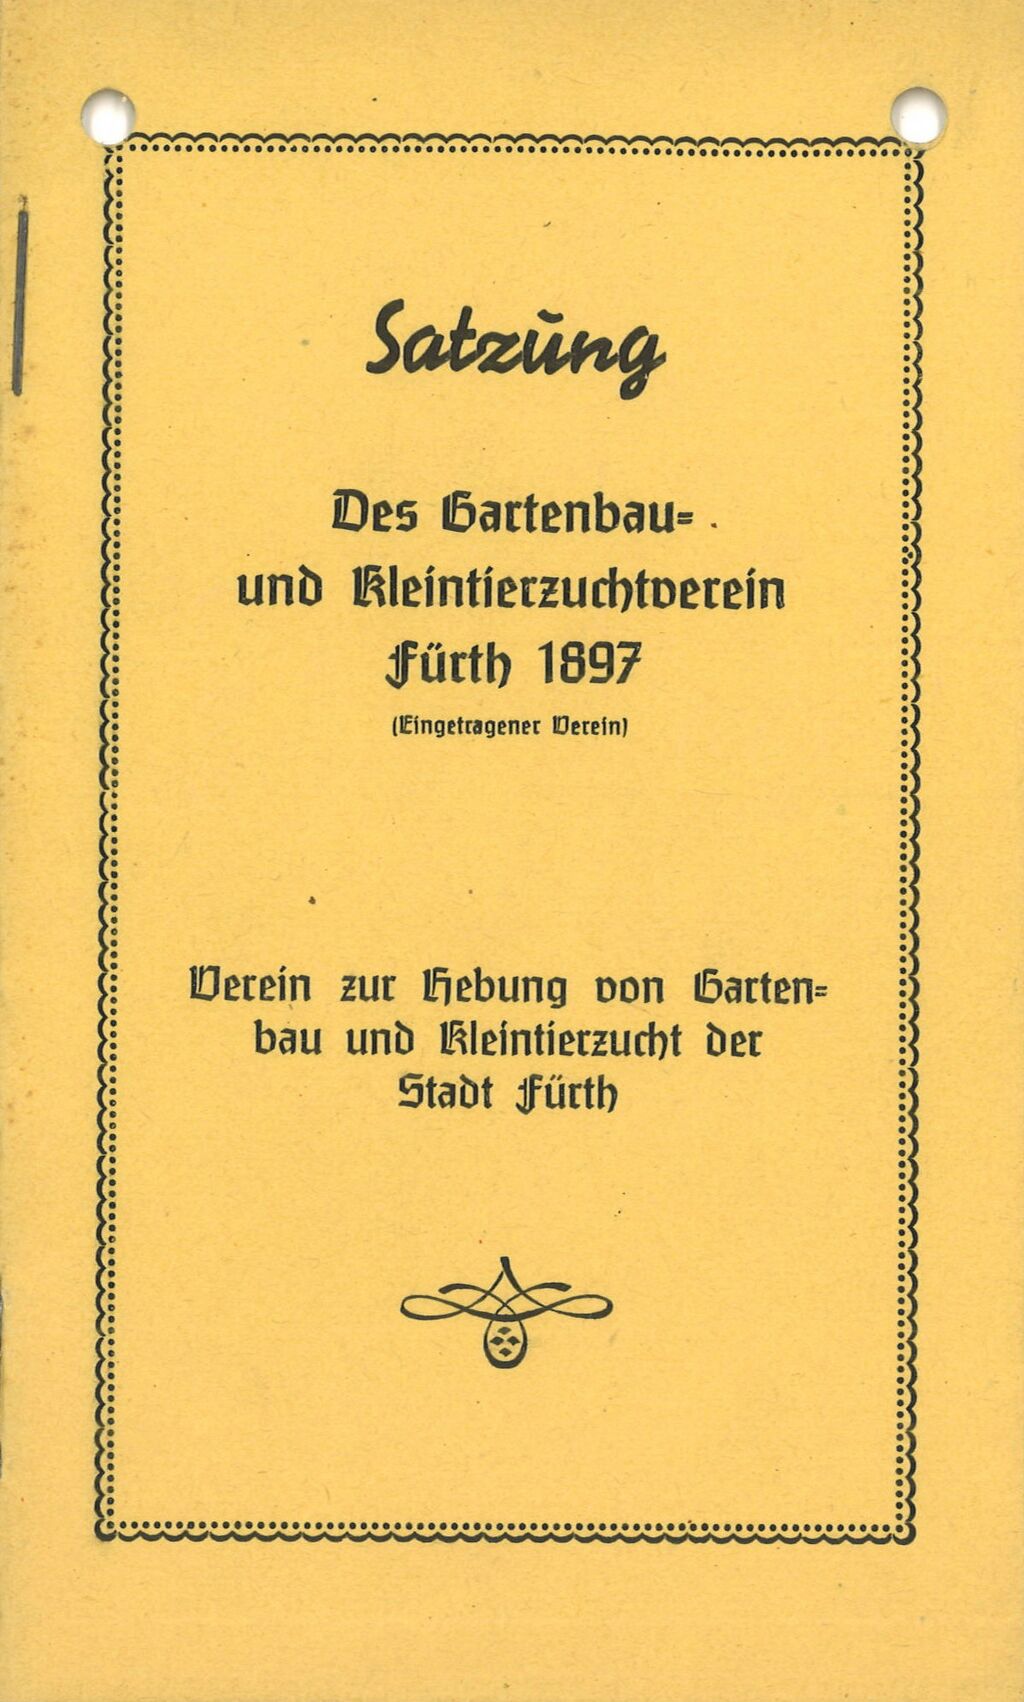 Satzung
Des Gartenbau=
und Kleintierzuchtverein
Fürth 1897
(Eingetragener Verein)
Verein zur Hebung von Garten=
bau und Kleintierzucht der
Stadt Fürth